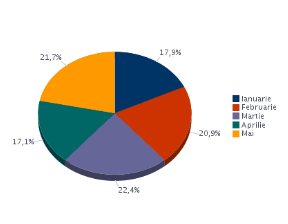 17,9%
21,7%
Ianuarie
Februarie
Martie
Aprilie
Mai
20,9%
17,1%
22,4%